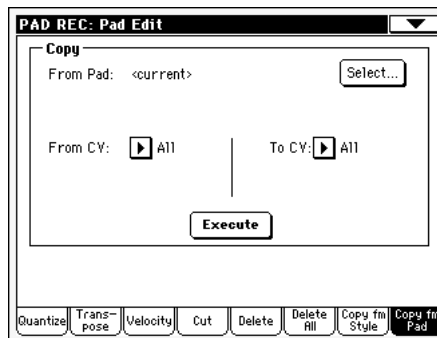 PAD REC: Pad Edit
Copy
From Pad: <current> Select...
From CV: All To CV: All
Execute
Quantize Trans-
pose Velocity Cut Delete Delete
All Copy fm
Style Copy fm
Pad